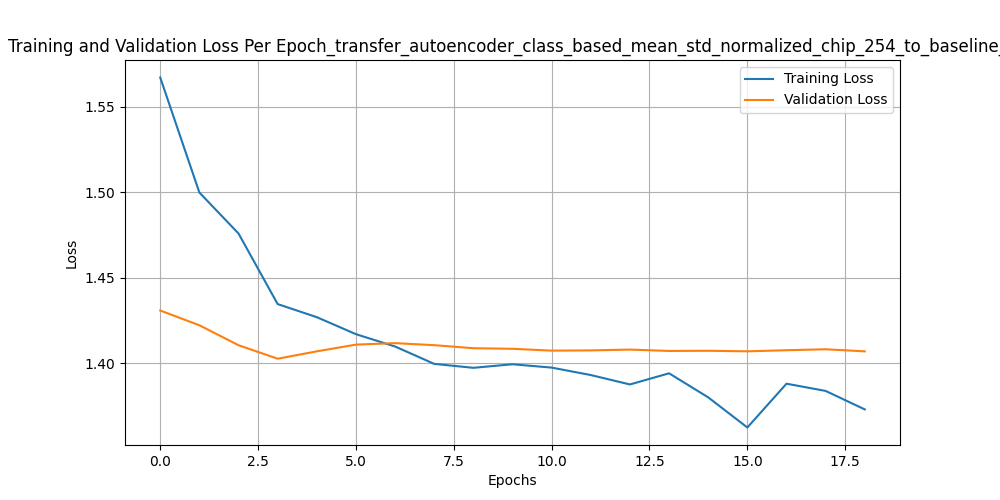 Training and Validation Loss Per Epoch_transfer_autoencoder_class_based_mean_std_normalized_chip_254_to_baseline_
Training Loss
Validation Loss
1.55
1.50
1.45
1.40
Loss
0.0 2.5 5.0 7.5 10.0 12.5 15.0 17.5
Epochs